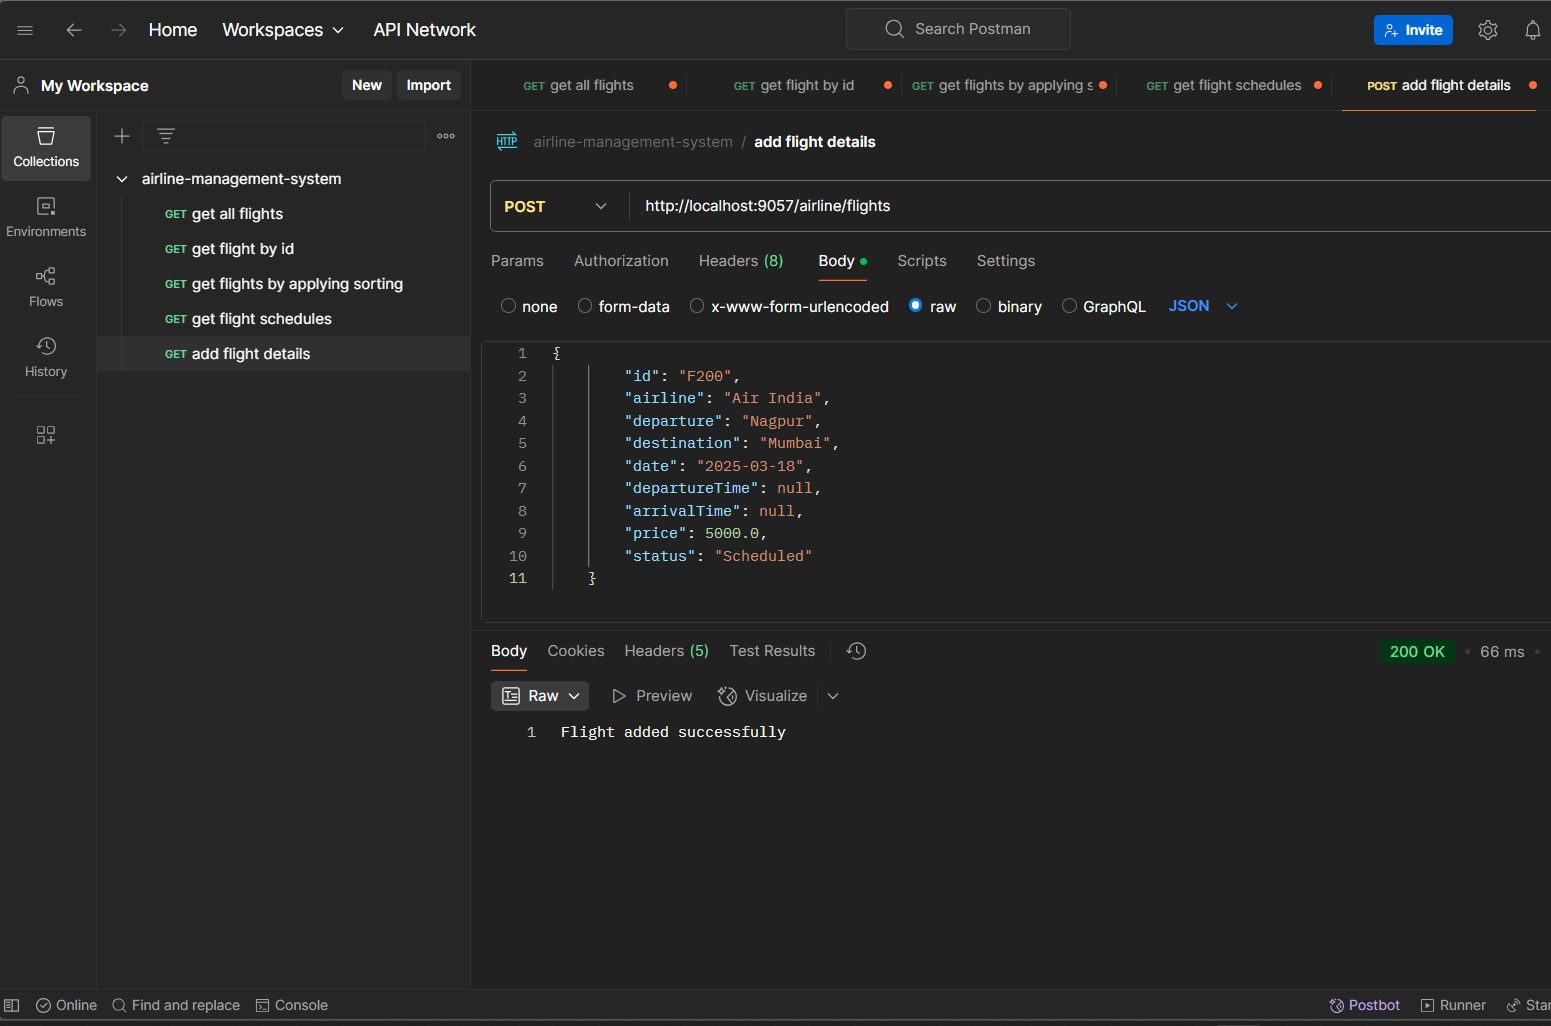 Home Workspaces API Network Search Postman Invite
My Workspace New Import
GET get all flights GET get flight by id GET get flights by applying s GET get flight schedules POST add flight details
Collections
Environments
Flows
History
airline-management-system
GET get all flights
GET get flight by id
GET get flights by applying sorting
GET get flight schedules
GET add flight details
HTTP airline-management-system / add flight details
POST http://localhost:9057/airline/flights
Params Authorization Headers (8) Body Scripts Settings
none form-data x-www-form-urlencoded raw binary GraphQL JSON
1 {
2 "id": "F200",
3 "airline": "Air India",
4 "departure": "Nagpur",
5 "destination": "Mumbai",
6 "date": "2025-03-18",
7 "departureTime": null,
8 "arrivalTime": null,
9 "price": 5000.0,
10 "status": "Scheduled"
11 }
Body Cookies Headers (5) Test Results 200 OK • 66 ms •
Raw Preview Visualize
1 Flight added successfully
Online Find and replace Console Postbot Runner Star